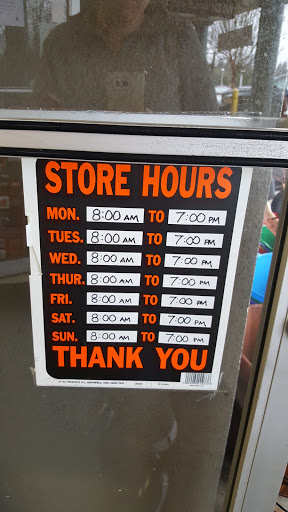 STORE HOURS
MON. 8:00 AM TO 7:00 PM
TUES. 8:00 AM TO 7:00 PM
WED. 8:00 AM TO 7:00 PM
THUR. 8:00 AM TO 7:00 PM
FRI. 8:00 AM TO 7:00 PM
SAT. 8:00 AM TO 7:00 PM
SUN. 8:00 AM TO 7:00 PM
THANK YOU